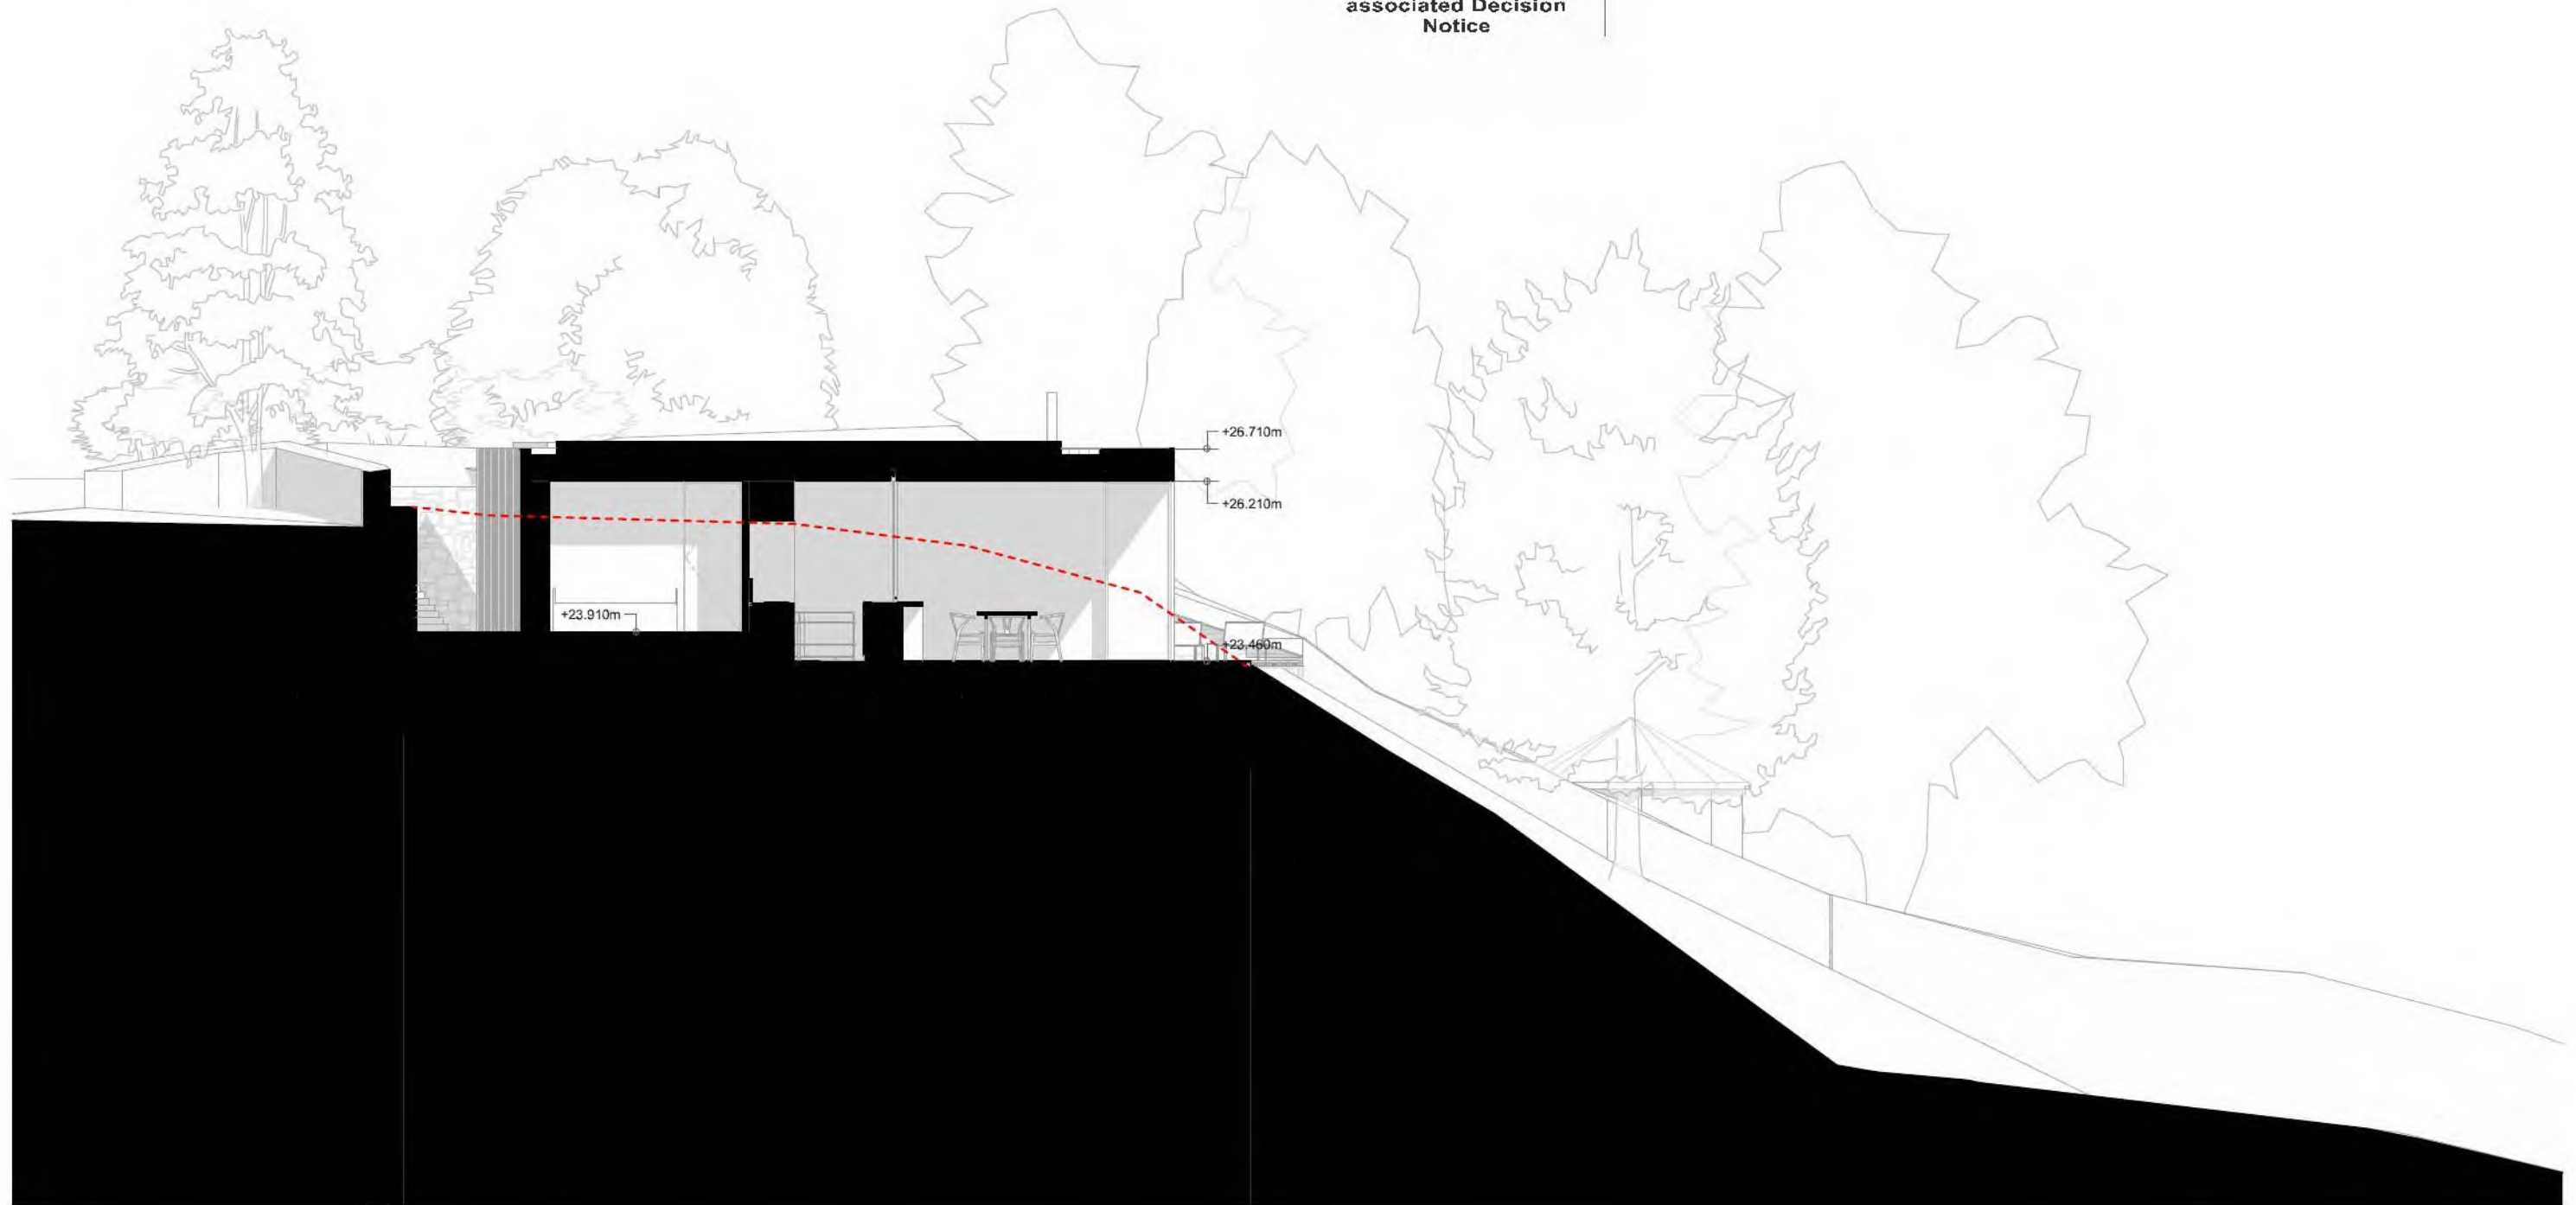 associated Decision
Notice
+26.710m
+26.210m
+23.910m
+23.460m